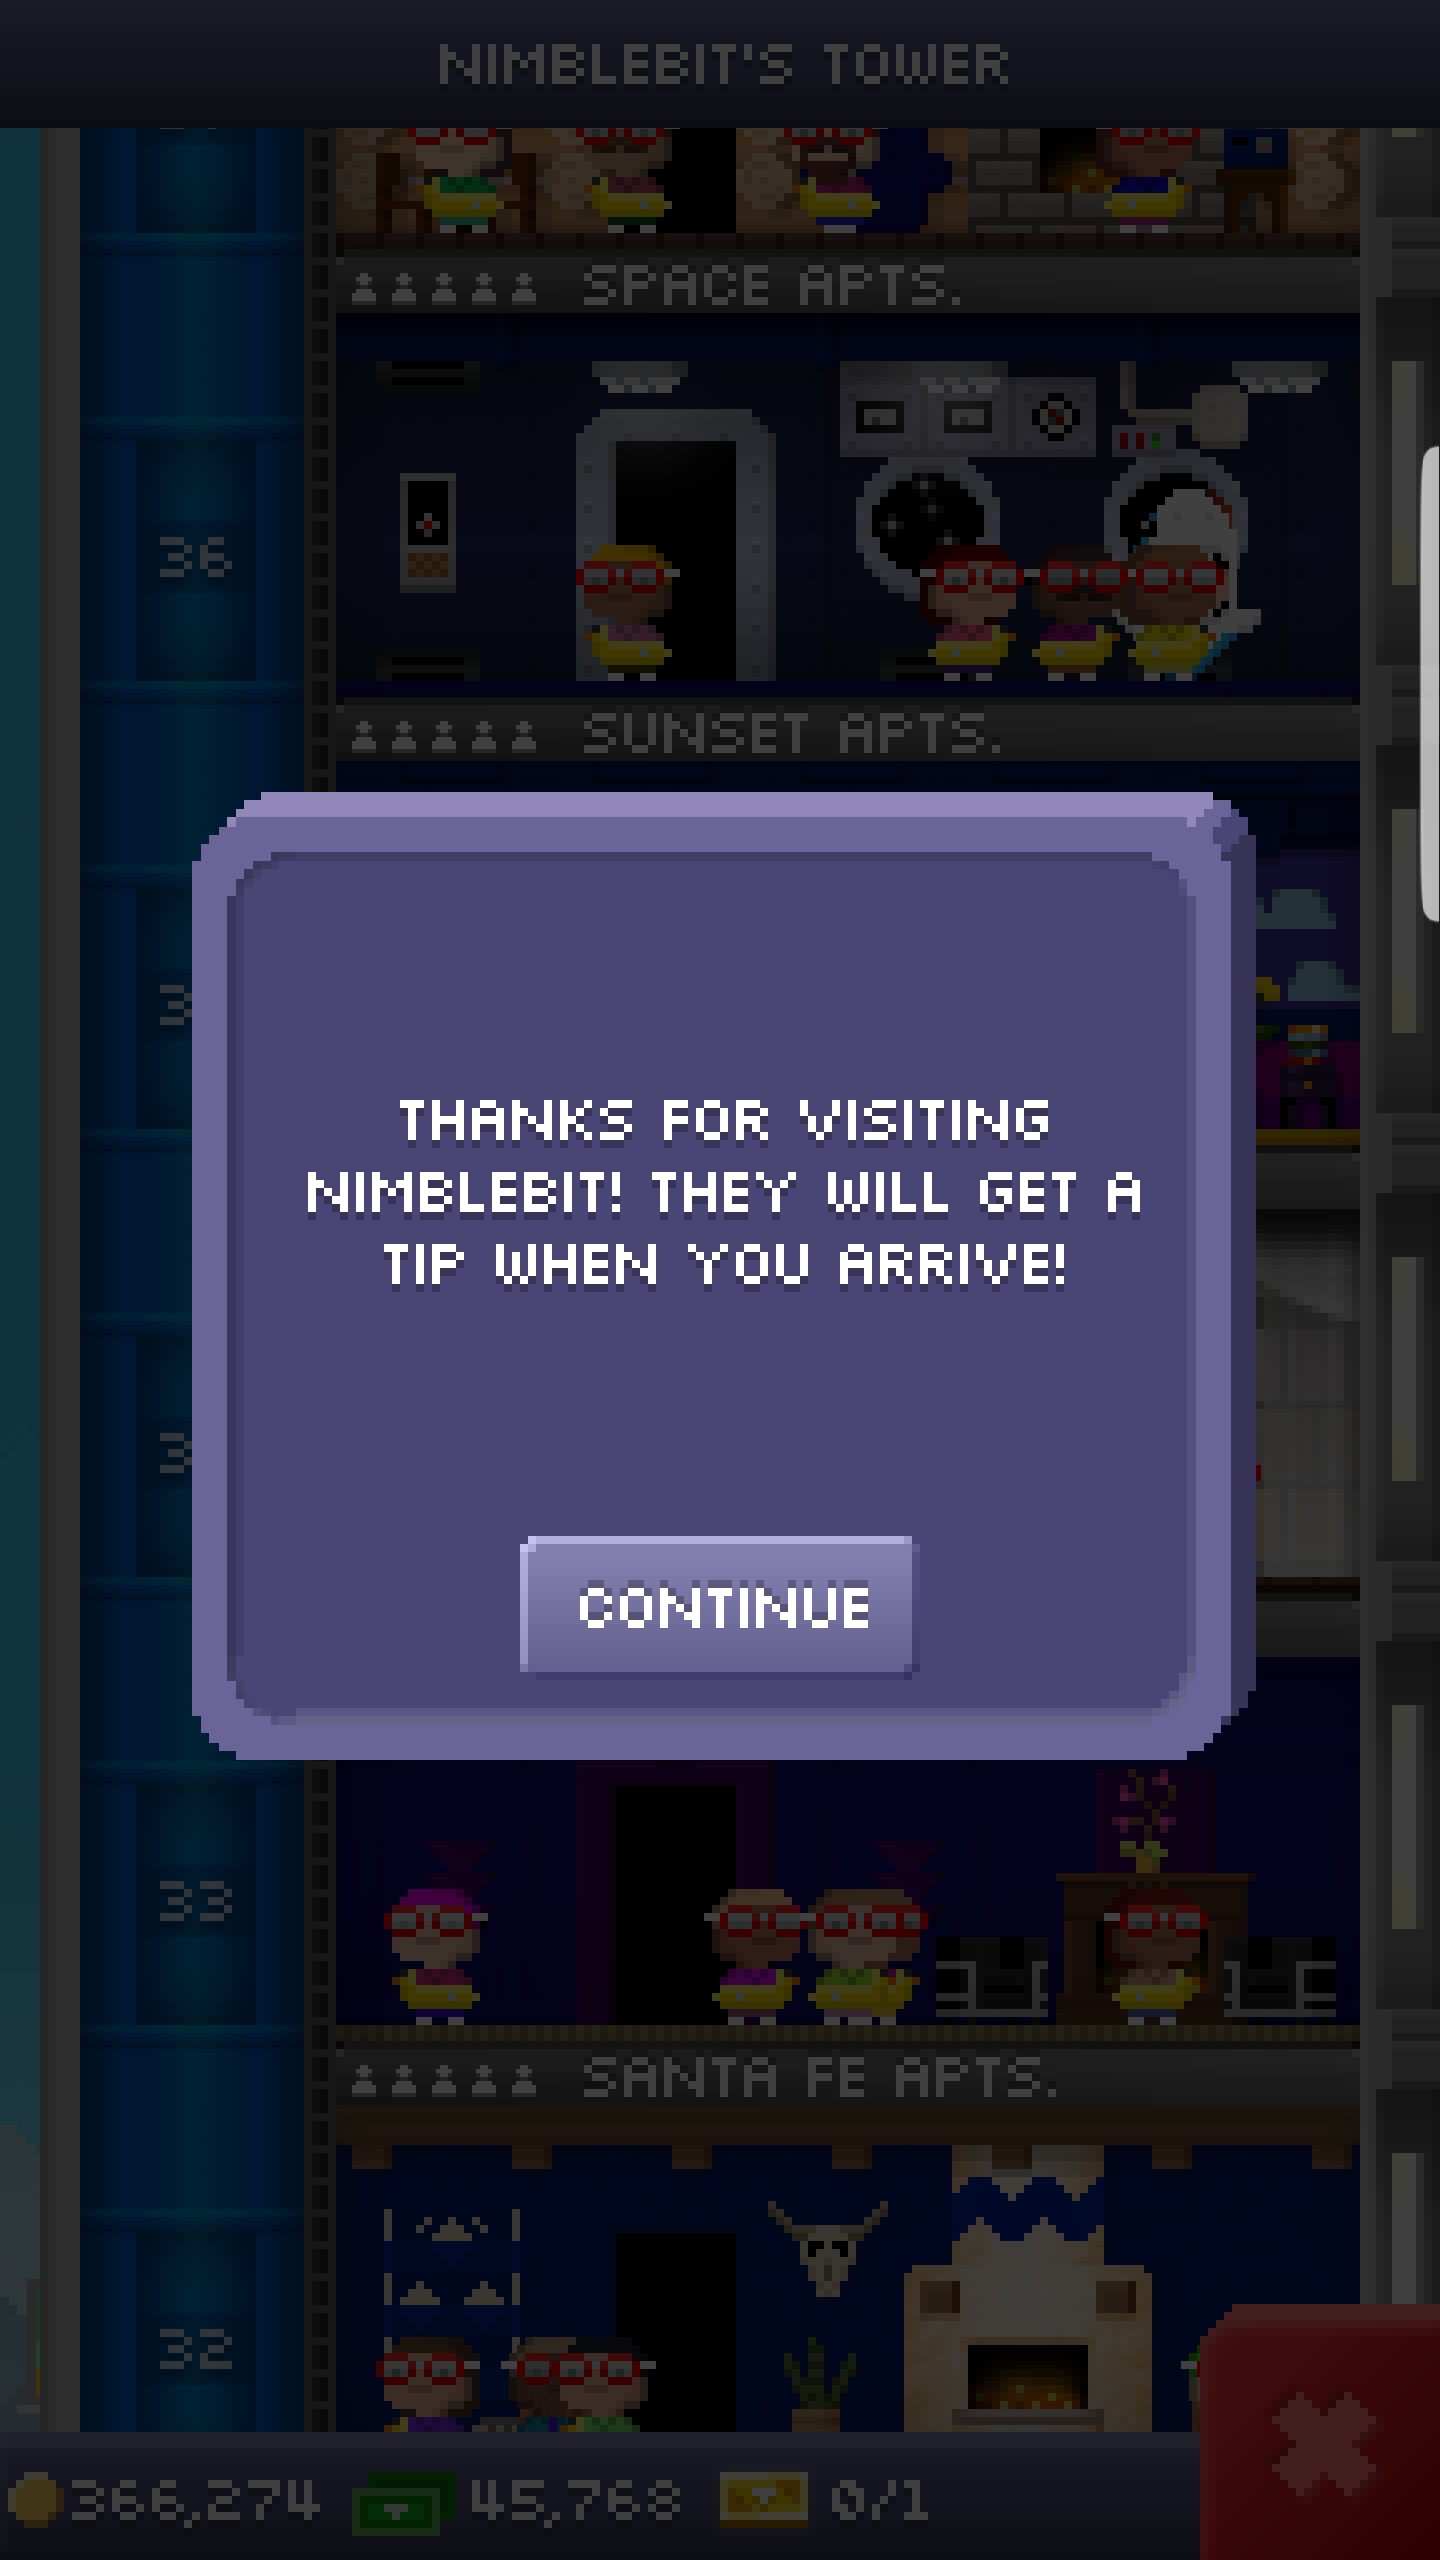 NIMBLEBIT'S TOWER
SPACE APTS.
36
SUNSET APTS.
THANKS FOR VISITING
NIMBLEBIT! THEY WILL GET A
TIP WHEN YOU ARRIVE!
CONTINUE
33
SANTA FE APTS.
32
366,274
45,768
0/1